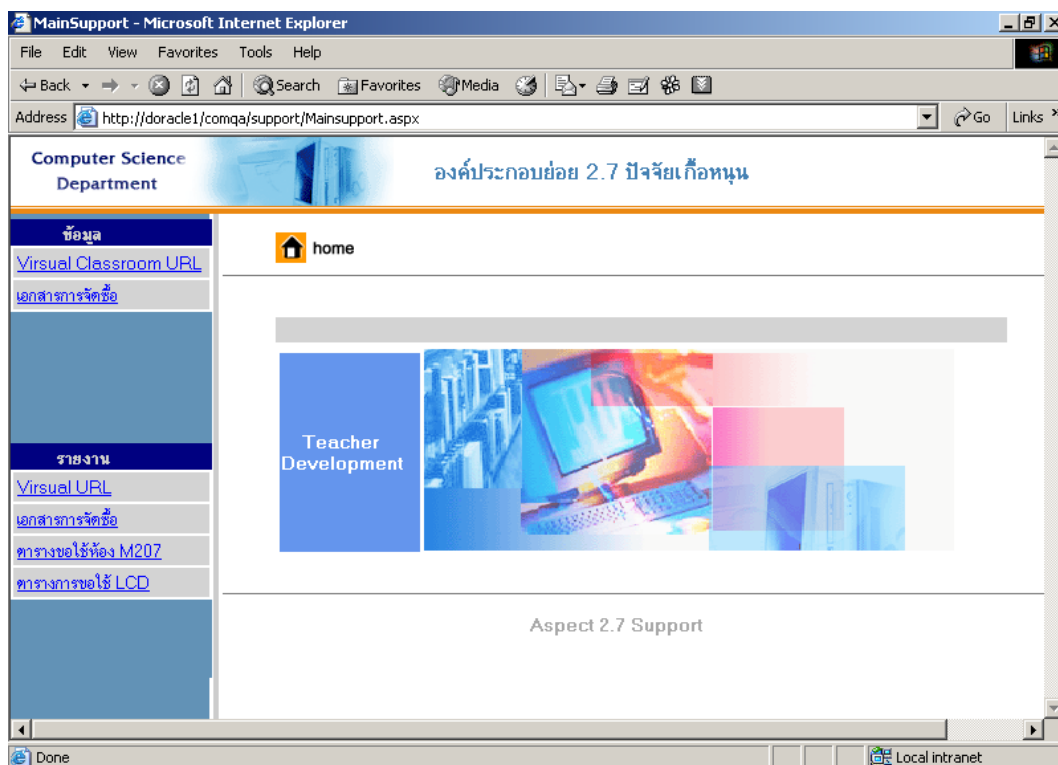 MainSupport - Microsoft Internet Explorer
File Edit View Favorites Tools Help
Back Search Favorites Media
Address http://doracle1/comqa/support/Mainsupport.aspx Go Links »
Computer Science
Department
องค์ประกอบย่อย 2.7 ปัจจัยเกื้อหนุน
ข้อมูล
home
Virsual Classroom URL
เอกสารการจัดซื้อ
Teacher
Development
รายงาน
Virsual URL
เอกสารการจัดซื้อ
ตารางขอใช้ห้อง M207
ตารางการขอใช้ LCD
Aspect 2.7 Support
Done Local intranet